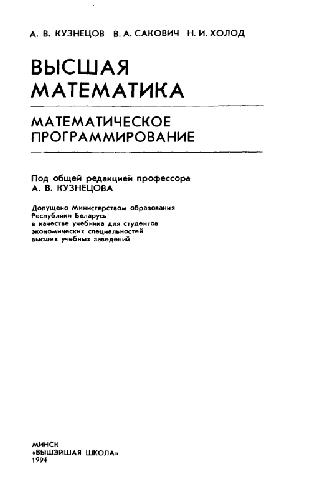 А. В. КУЗНЕЦОВ В. А. САКОВИЧ Н. И. ХОЛОД
ВЫСШАЯ
МАТЕМАТИКА
МАТЕМАТИЧЕСКОЕ
ПРОГРАММИРОВАНИЕ
Под общей редакцией профессора
А. В. КУЗНЕЦОВА
Допущено Министерством образования
Республики Беларусь
в качестве учебника для студентов
экономических специальностей
высших учебных заведений
МИНСК
«ВЫШЭЙШАЯ ШКОЛА»
1994